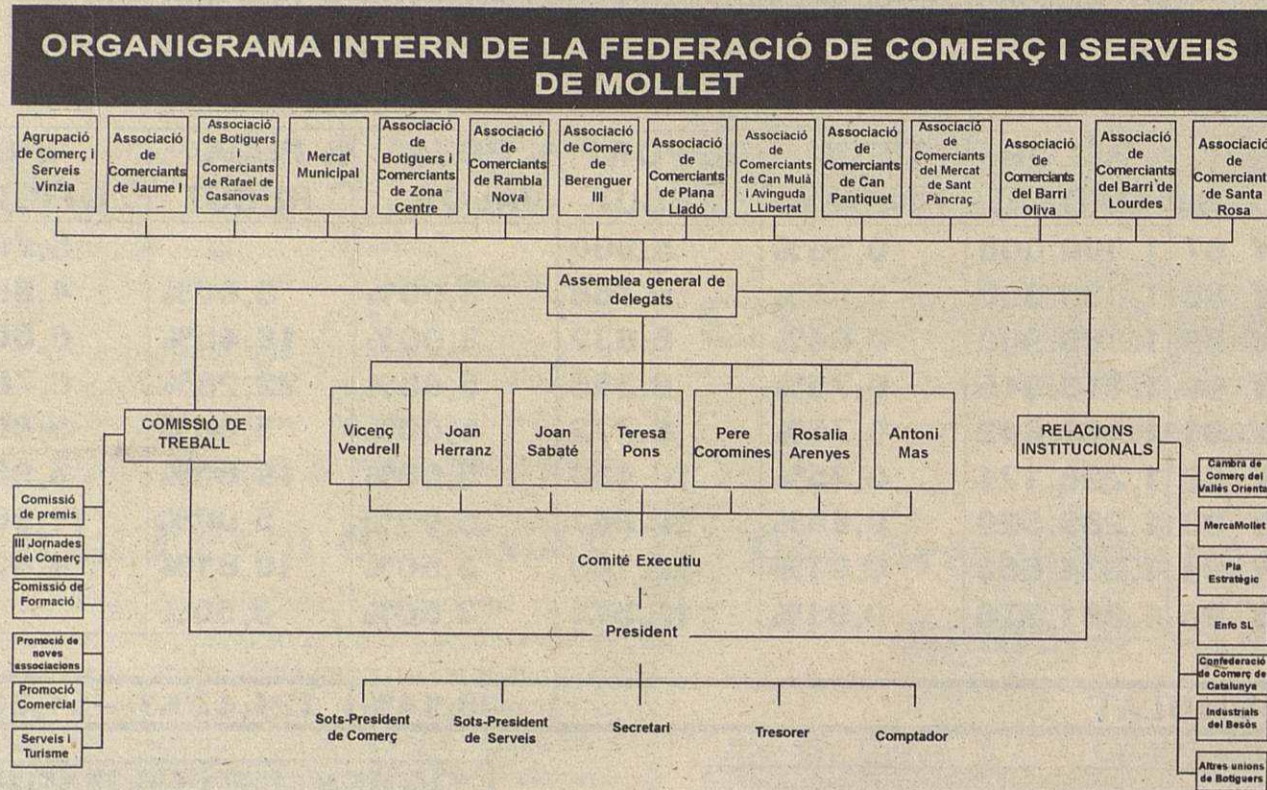 ORGANIGRAMA INTERN DE LA FEDERACIÓ DE COMERÇ I SERVEIS
DE MOLLET
Agrupació
de Comerç i
Serveis
Vinzia
Associació
de
Comerciants
de Jaume I
Associació
de Botiguers
i
Comerciants
de Rafael de
Casanovas
Mercat
Municipal
Associació
de
Botiguers i
Comerciants
de Zona
Centre
Associació
de
Comerciants
de Rambla
Nova
Associació
de Comerç
de
Berenguer
III
Associació
de
Comerciants
de Plana
Lladó
Associació
de
Comerciants
de Can Mulà
i Avinguda
LLibertat
Associació
de
Comerciants
de Can
Pantiquet
Associació
de
Comerciants
del Mercat
de Sant
Pancraç
Associació
de
Comerciants
del Barri
Oliva
Associació
de
Comerciants
del Barri de
Lourdes
Associació
de
Comerciants
de Santa
Rosa
Assemblea general de
delegats
COMISSIÓ DE
TREBALL
Vicenç
Vendrell
Joan
Herranz
Joan
Sabaté
Teresa
Pons
Pere
Coromines
Rosalia
Arenyes
Antoni
Mas
RELACIONS
INSTITUCIONALS
Comissió
de premis
III Jornades
del Comerç
Comissió de
Formació
Promoció de
noves
associacions
Promoció
Comercial
Serveis i
Turisme
Comité Executiu
President
Sots-President
de Comerç
Sots-President
de Serveis
Secretari
Tresorer
Comptador
Cambra de
Comerç del
Vallès Oriental
MercaMollet
Pla
Estratègic
Enfo SL
Confederació
de Comerç de
Catalunya
Industrials
del Besòs
Altres unions
de Botiguers